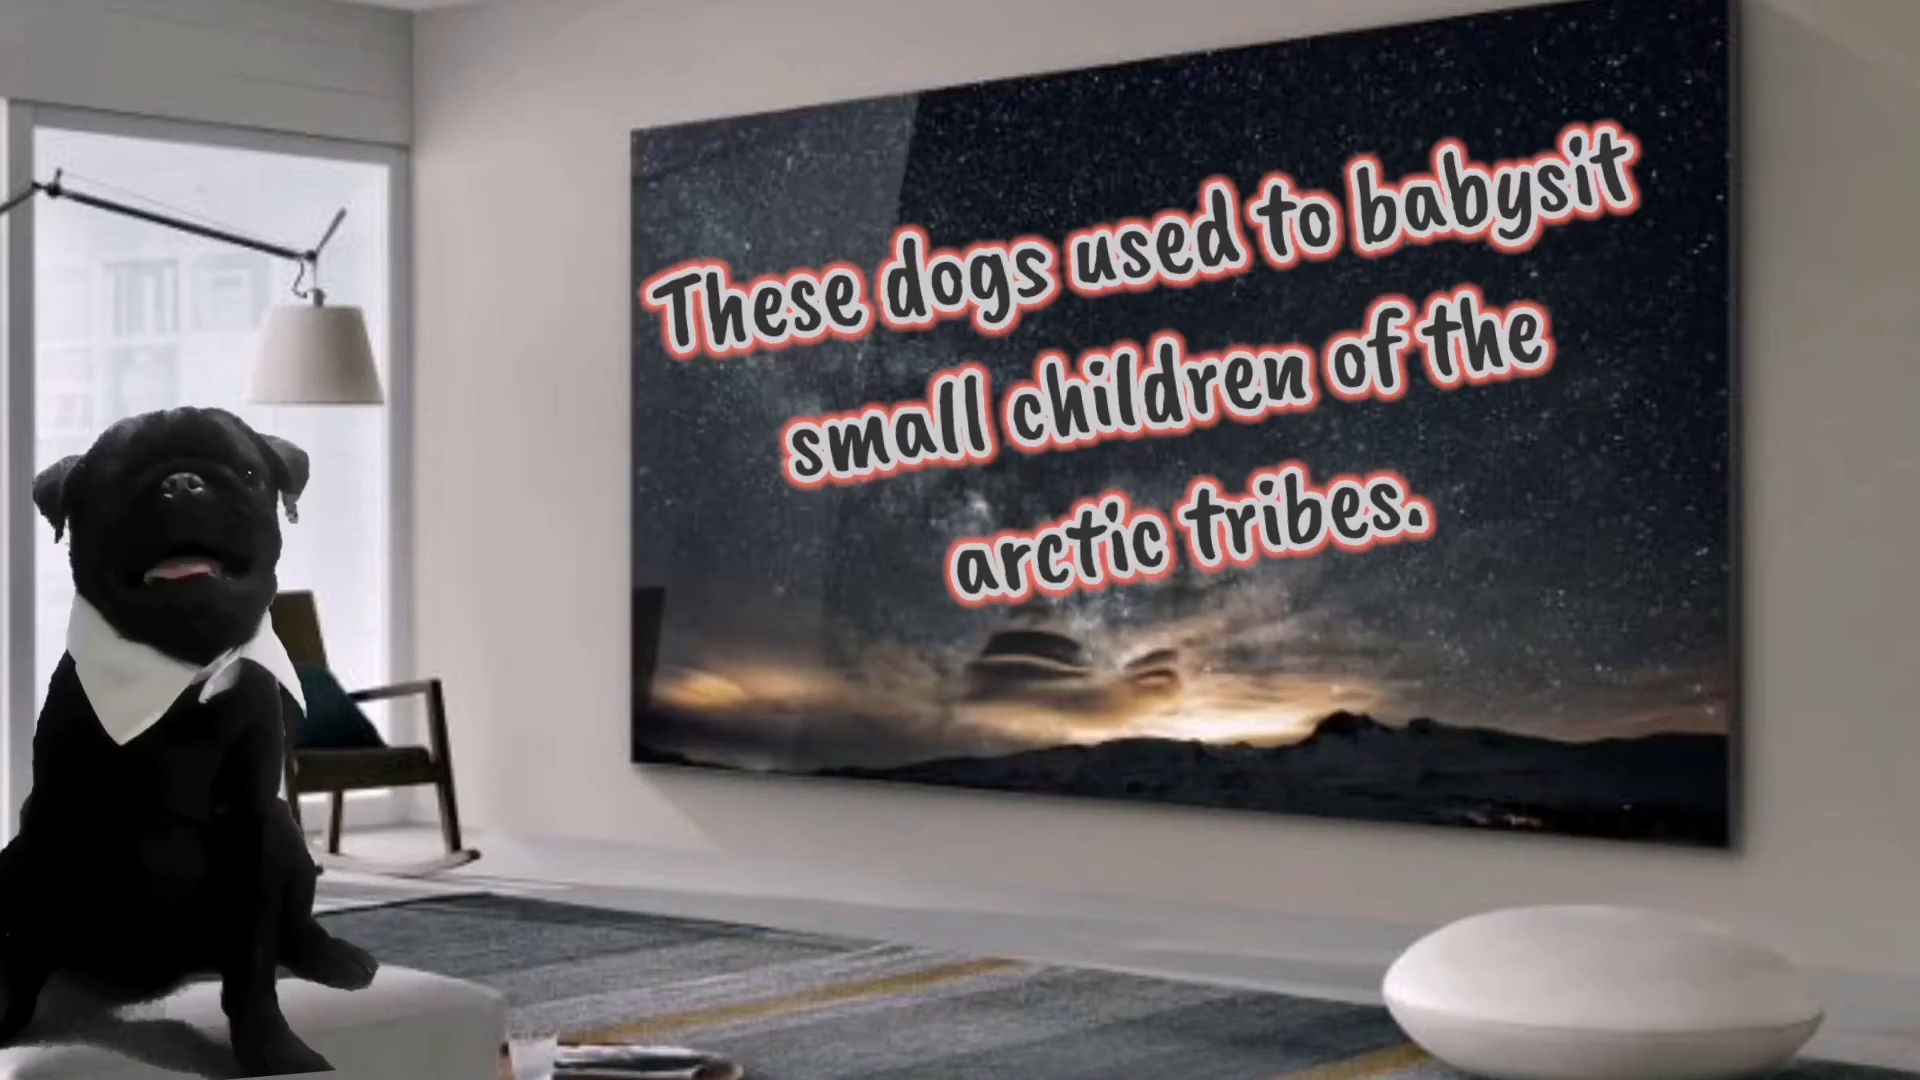 These dogs used to babysit
small children of the
arctic tribes.